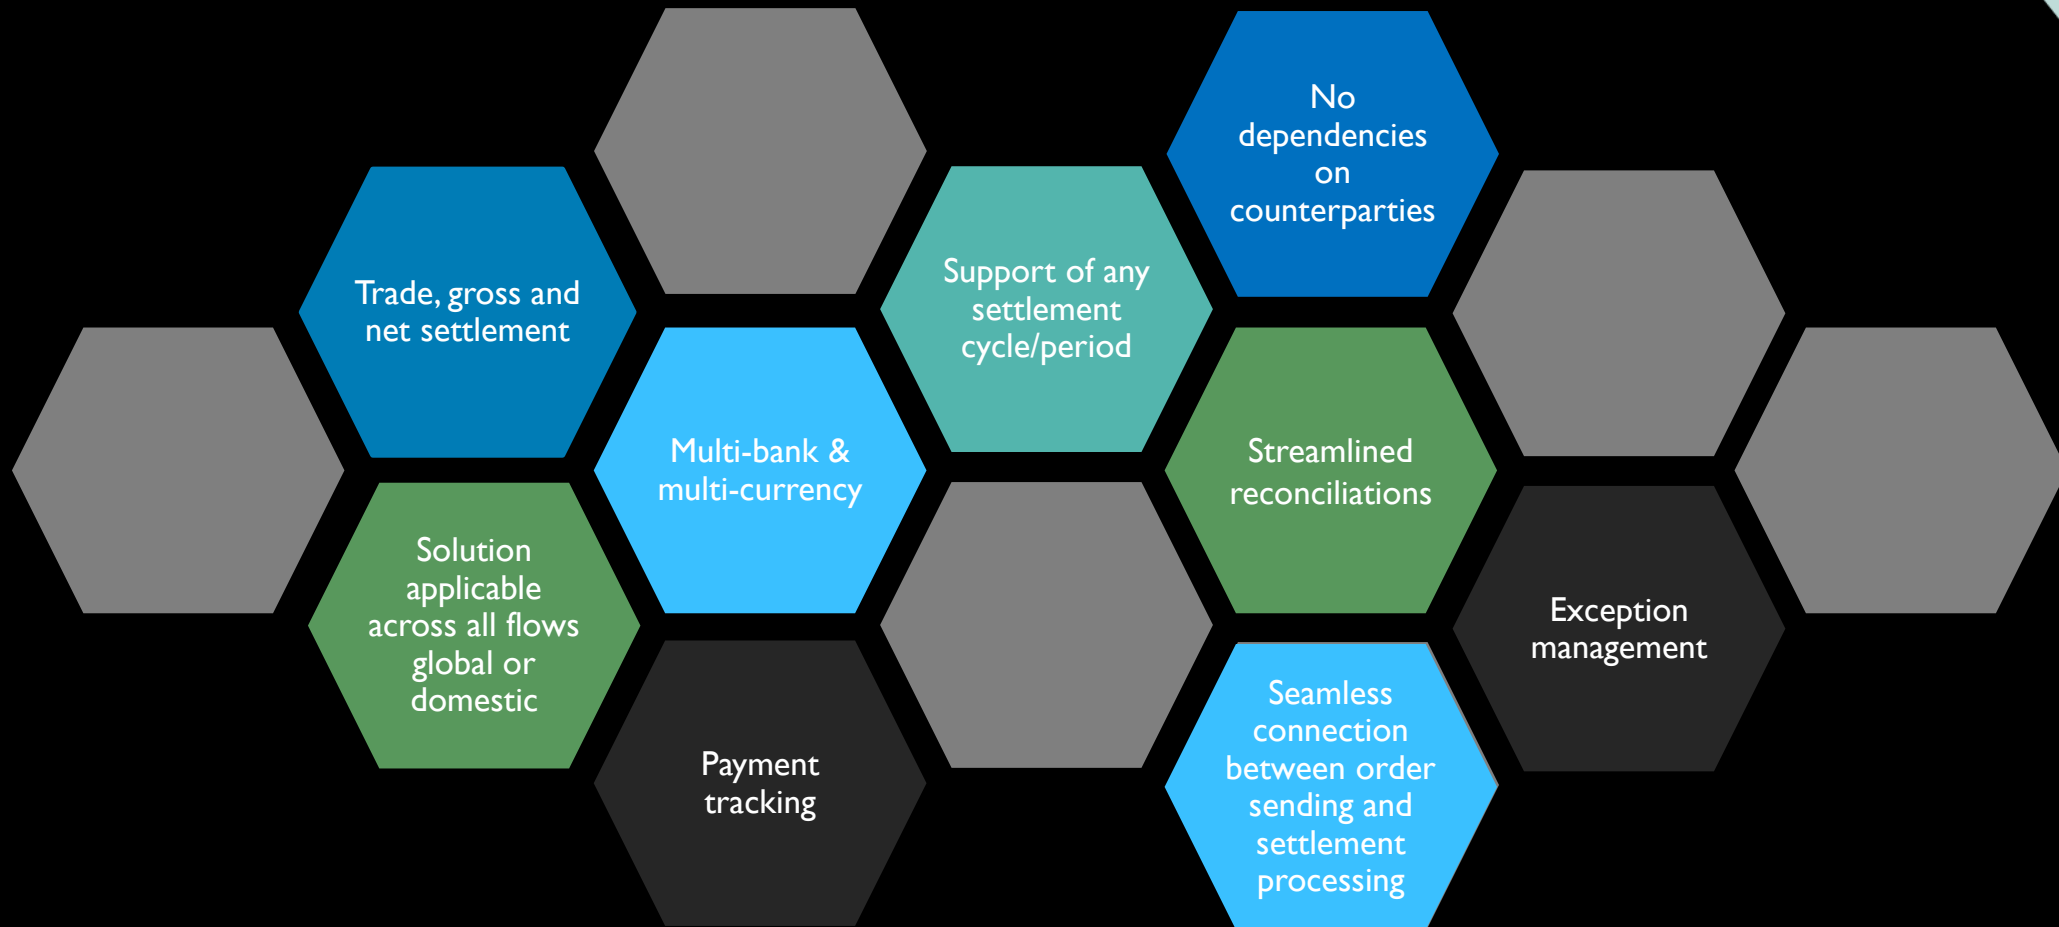 No
dependencies
on
counterparties
Trade, gross and
net settlement
Support of any
settlement
cycle/period
Multi-bank &
multi-currency
Streamlined
reconciliations
Solution
applicable
across all flows
global or
domestic
Exception
management
Payment
tracking
Seamless
connection
between order
sending and
settlement
processing